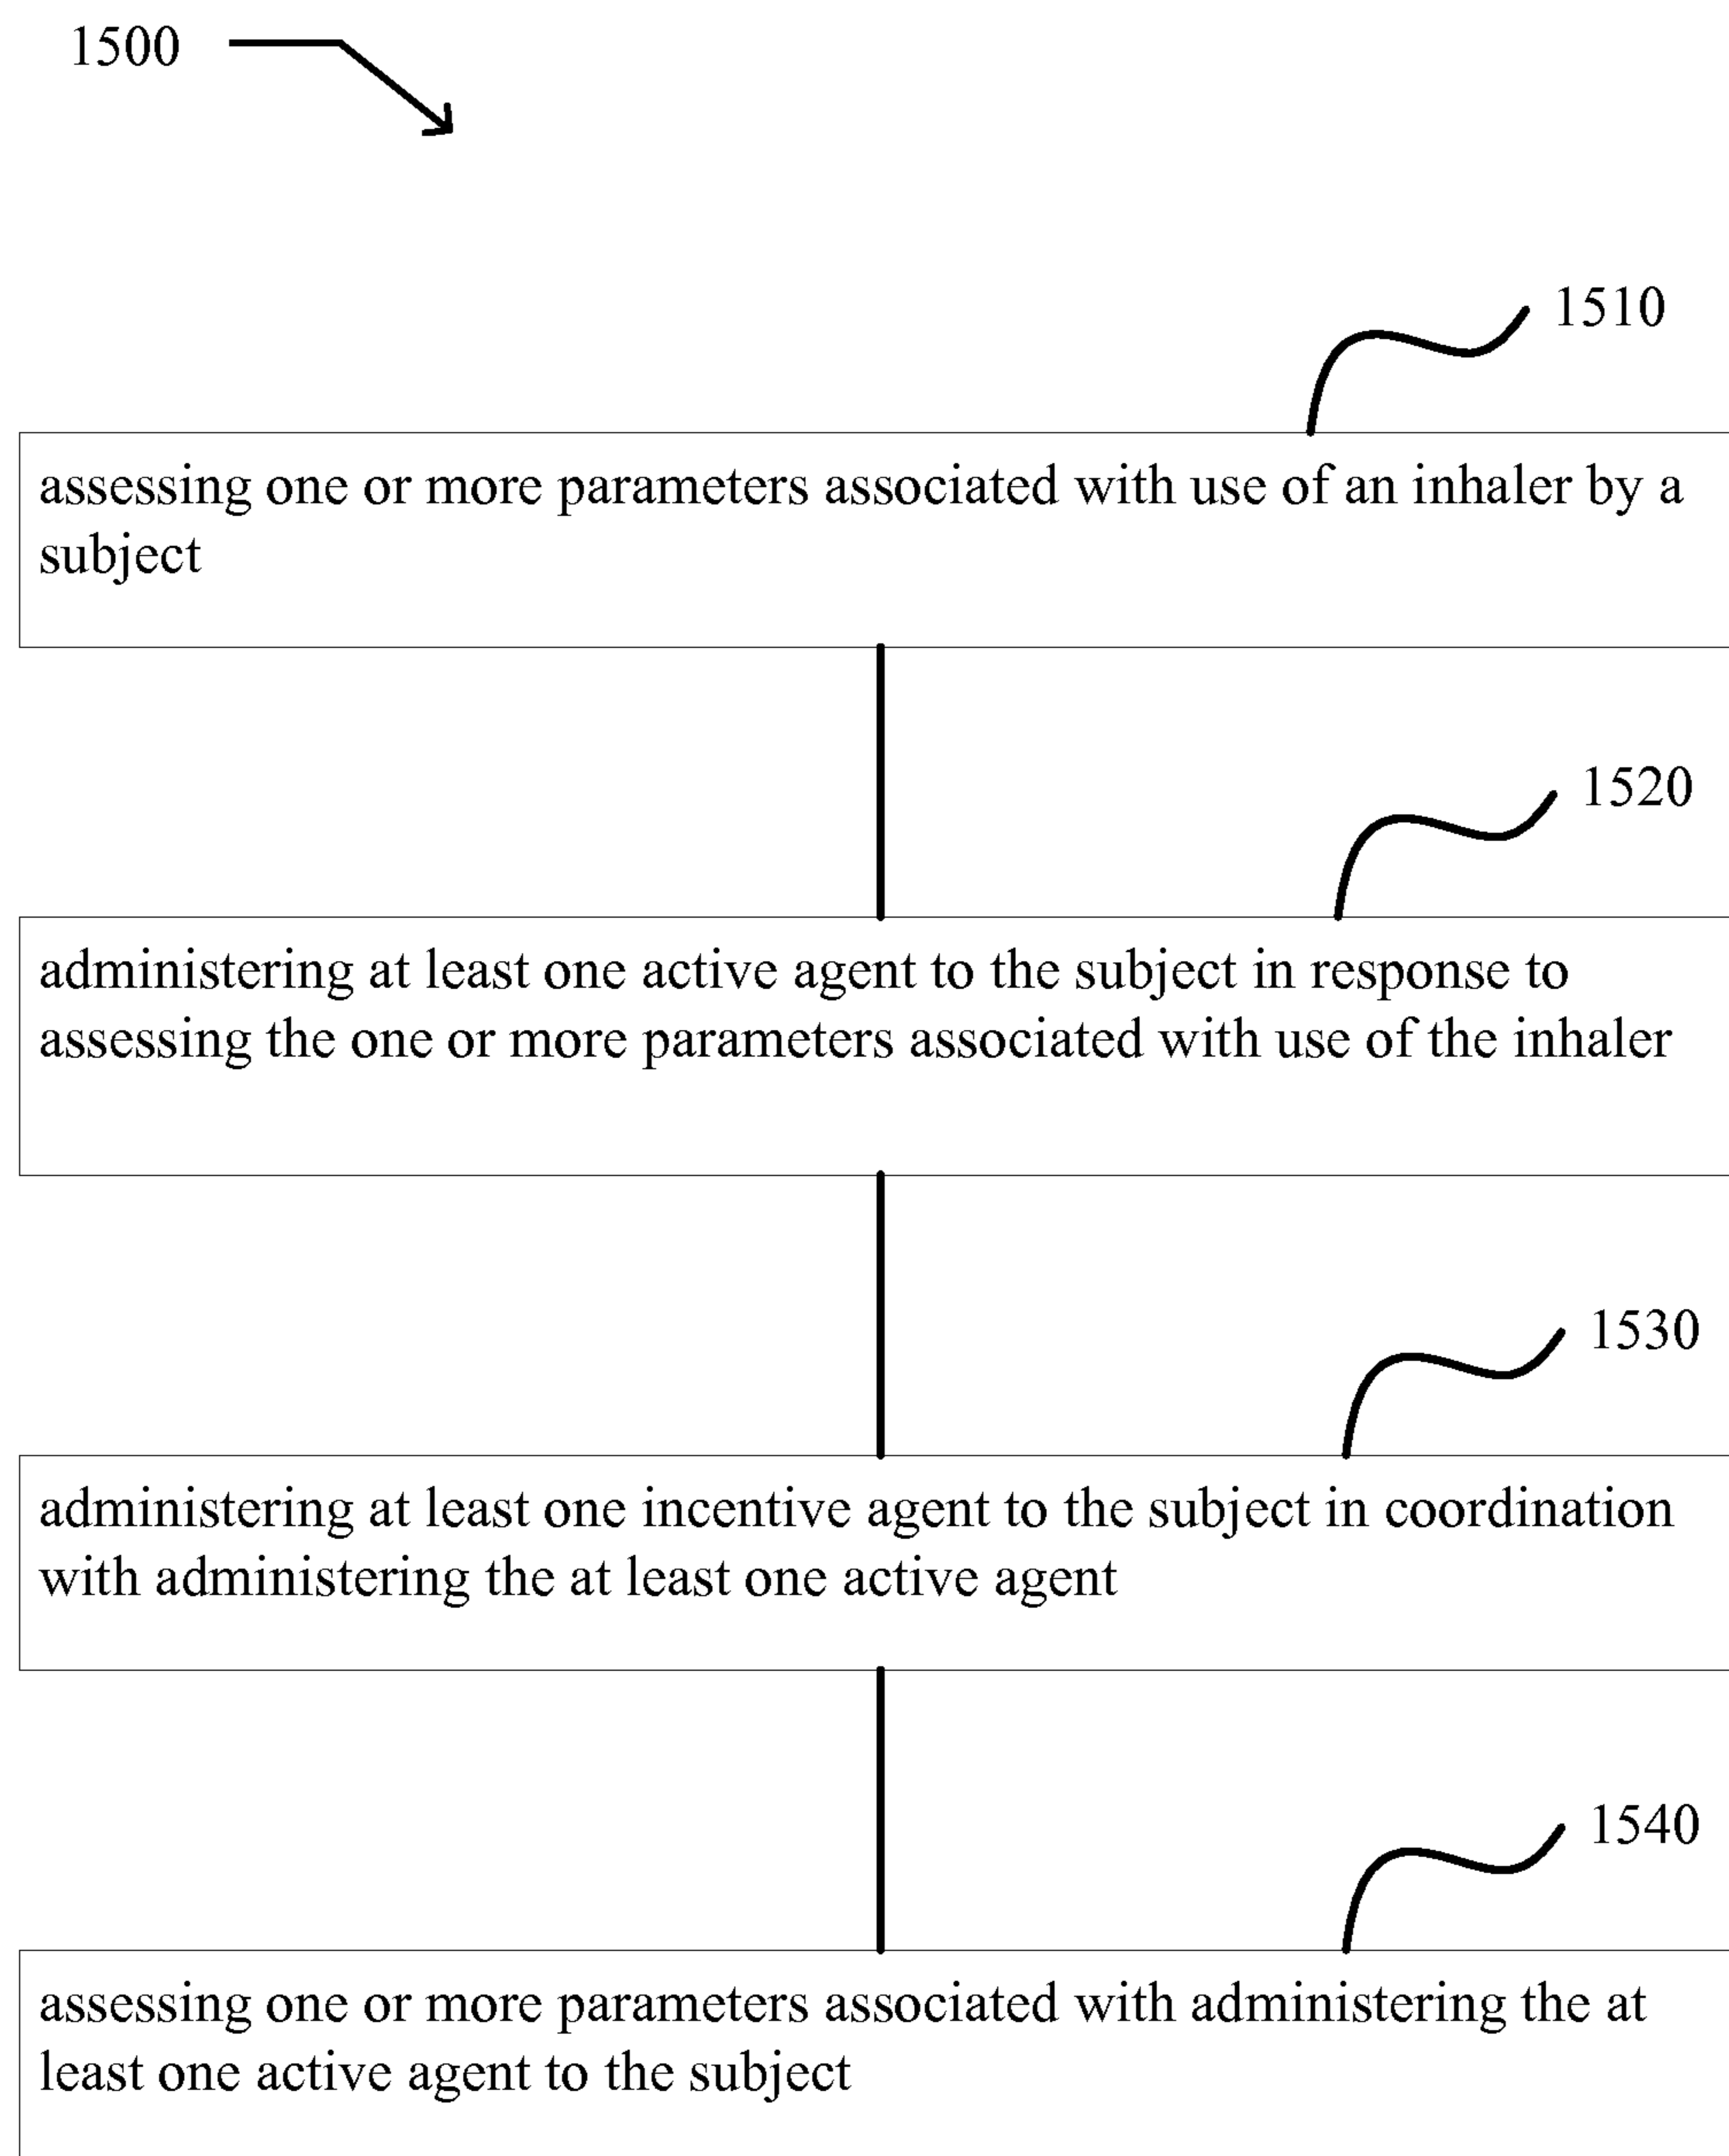 1500
1510
assessing one or more parameters associated with use of an inhaler by a
subject
1520
administering at least one active agent to the subject in response to
assessing the one or more parameters associated with use of the inhaler
1530
administering at least one incentive agent to the subject in coordination
with administering the at least one active agent
1540
assessing one or more parameters associated with administering the at
least one active agent to the subject